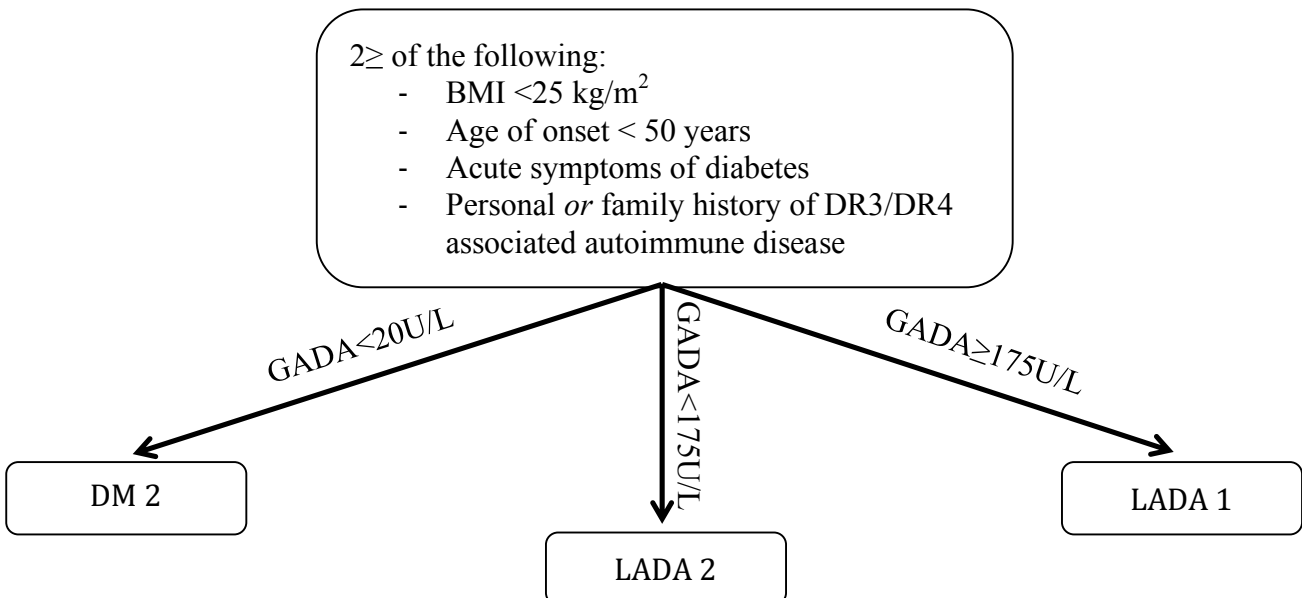 2≥ of the following:
- BMI <25 kg/m²
- Age of onset < 50 years
- Acute symptoms of diabetes
- Personal or family history of DR3/DR4
associated autoimmune disease
GADA<20U/L
GADA<175U/L
GADA≥175U/L
DM 2
LADA 2
LADA 1